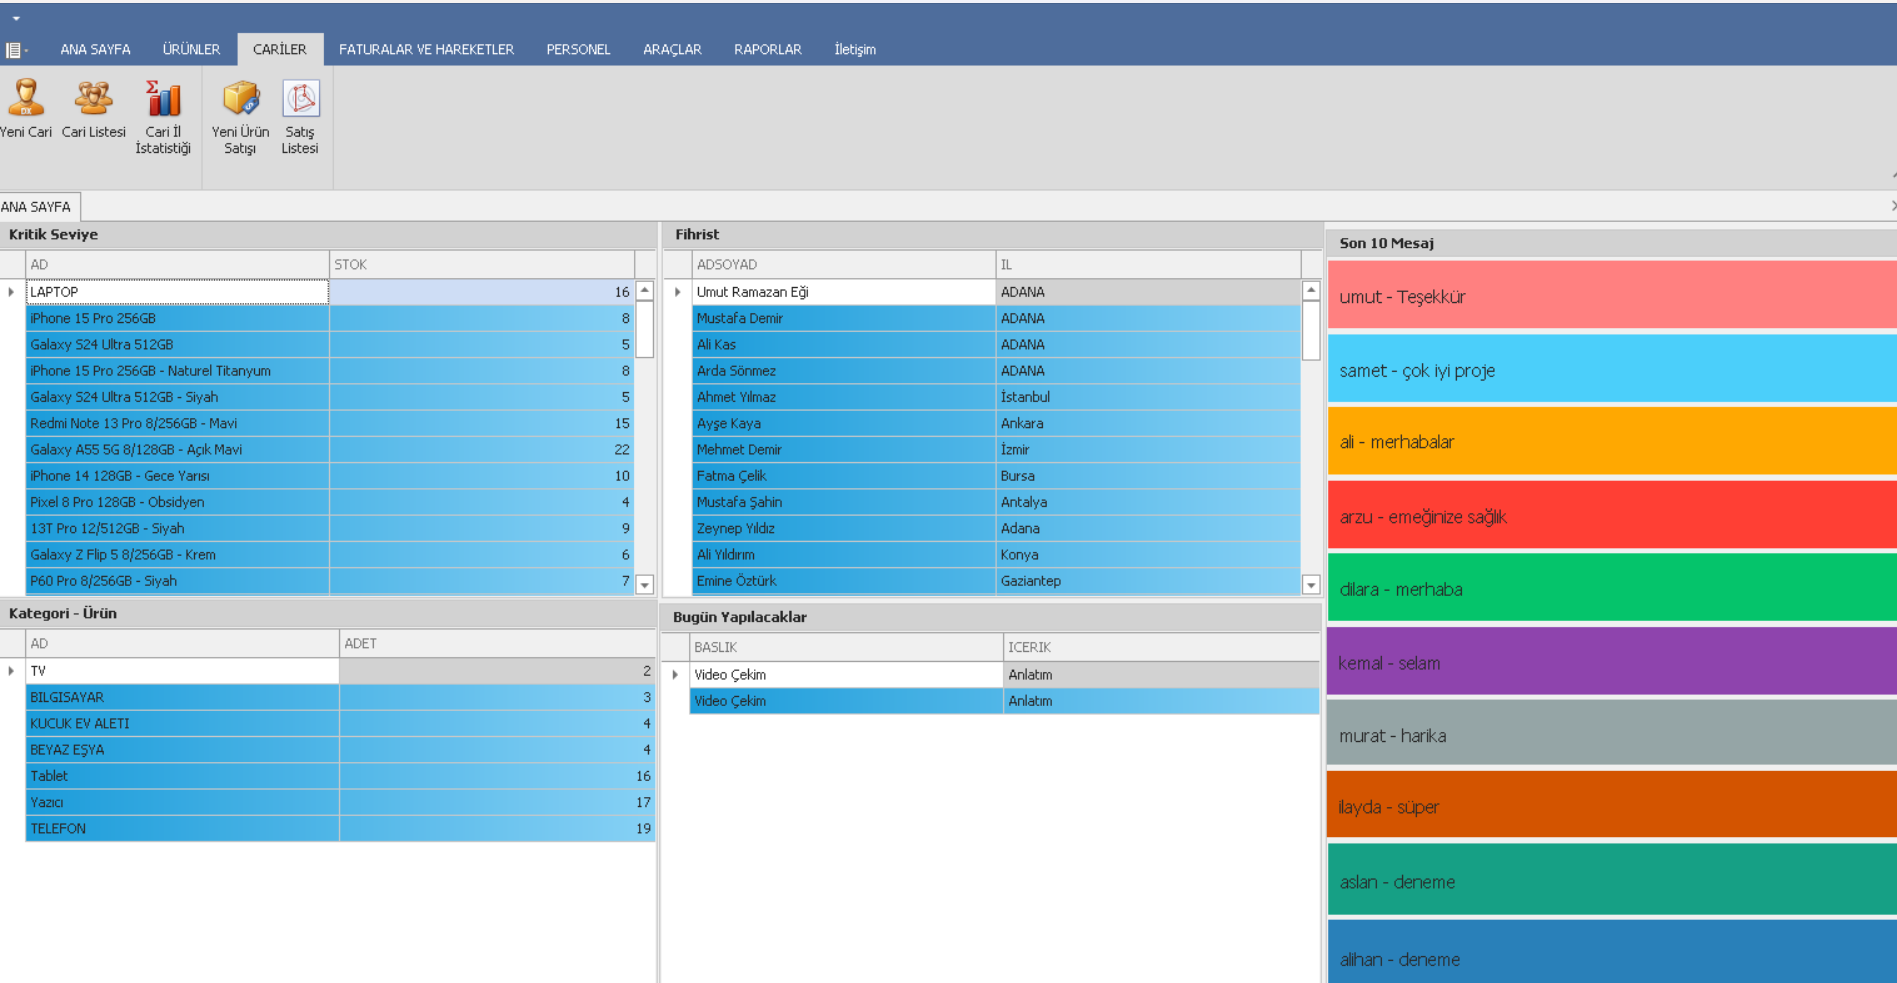 ANA SAYFA ÜRÜNLER CARİLER FATURALAR VE HAREKETLER PERSONEL ARAÇLAR RAPORLAR İletişim
Yeni Cari Cari Listesi Cari İl İstatistiği Yeni Ürün Satışı Satış Listesi
ANA SAYFA
Kritik Seviye
AD STOK
LAPTOP 16
iPhone 15 Pro 256GB 8
Galaxy S24 Ultra 512GB 5
iPhone 15 Pro 256GB - Naturel Titanyum 8
Galaxy S24 Ultra 512GB - Siyah 5
Redmi Note 13 Pro 8/256GB - Mavi 15
Galaxy A55 5G 8/128GB - Açık Mavi 22
iPhone 14 128GB - Gece Yarısı 10
Pixel 8 Pro 128GB - Obsidyen 4
13T Pro 12/512GB - Siyah 9
Galaxy Z Flip 5 8/256GB - Krem 6
P60 Pro 8/256GB - Siyah 7
Fihrist
ADSOYAD IL
Umut Ramazan Eği ADANA
Mustafa Demir ADANA
Ali Kas ADANA
Arda Sönmez ADANA
Ahmet Yılmaz İstanbul
Ayşe Kaya Ankara
Mehmet Demir İzmir
Fatma Çelik Bursa
Mustafa Şahin Antalya
Zeynep Yıldız Adana
Ali Yıldırım Konya
Emine Öztürk Gaziantep
Kategori - Ürün
AD ADET
TV 2
BILGISAYAR 3
KUCUK EV ALETI 4
BEYAZ EŞYA 4
Tablet 16
Yazıcı 17
TELEFON 19
Bugün Yapılacaklar
BASLIK ICERIK
Video Çekim Anlatım
Video Çekim Anlatım
Son 10 Mesaj
umut - Teşekkür
samet - çok iyi proje
ali - merhabalar
arzu - emeğinize sağlık
dilara - merhaba
kemal - selam
murat - harika
ilayda - süper
aslan - deneme
alihan - deneme